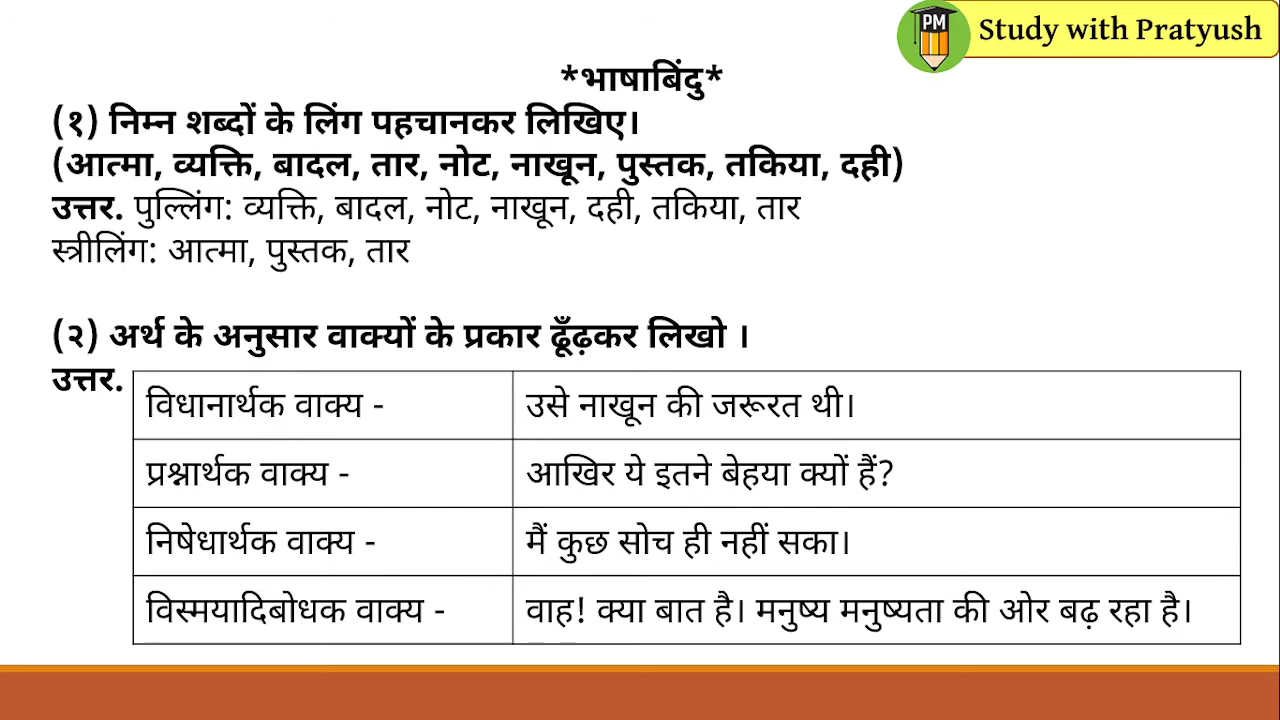 PM
Study with Pratyush
*भाषाबिंदु*
(१) निम्न शब्दों के लिंग पहचानकर लिखिए।
(आत्मा, व्यक्ति, बादल, तार, नोट, नाखून, पुस्तक, तकिया, दही)
उत्तर. पुल्लिंग: व्यक्ति, बादल, नोट, नाखून, दही, तकिया, तार
स्त्रीलिंग: आत्मा, पुस्तक, तार
(२) अर्थ के अनुसार वाक्यों के प्रकार ढूँढ़कर लिखो ।
उत्तर.
विधानार्थक वाक्य - उसे नाखून की जरूरत थी।
प्रश्नार्थक वाक्य - आखिर ये इतने बेहया क्यों हैं?
निषेधार्थक वाक्य - मैं कुछ सोच ही नहीं सका।
विस्मयादिबोधक वाक्य - वाह! क्या बात है। मनुष्य मनुष्यता की ओर बढ़ रहा है।